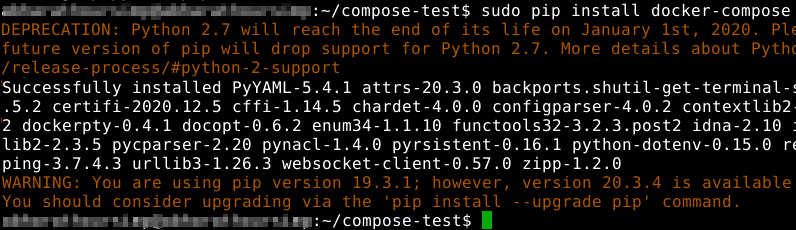 :~/compose-test$ sudo pip install docker-compose
DEPRECATION: Python 2.7 will reach the end of its life on January 1st, 2020. Ple
future version of pip will drop support for Python 2.7. More details about Pytho
/release-process/#python-2-support
Successfully installed PyYAML-5.4.1 attrs-20.3.0 backports.shutil-get-terminal-s
.5.2 certifi-2020.12.5 cffi-1.14.5 chardet-4.0.0 configparser-4.0.2 contextlib2-
2 dockerpty-0.4.1 docopt-0.6.2 enum34-1.1.10 functools32-3.2.3.post2 idna-2.10 i
lib2-2.3.5 pycparser-2.20 pynacl-1.4.0 pyrsistent-0.16.1 python-dotenv-0.15.0 re
ping-3.7.4.3 urllib3-1.26.3 websocket-client-0.57.0 zipp-1.2.0
WARNING: You are using pip version 19.3.1; however, version 20.3.4 is available
You should consider upgrading via the 'pip install --upgrade pip' command.
:~/compose-test$